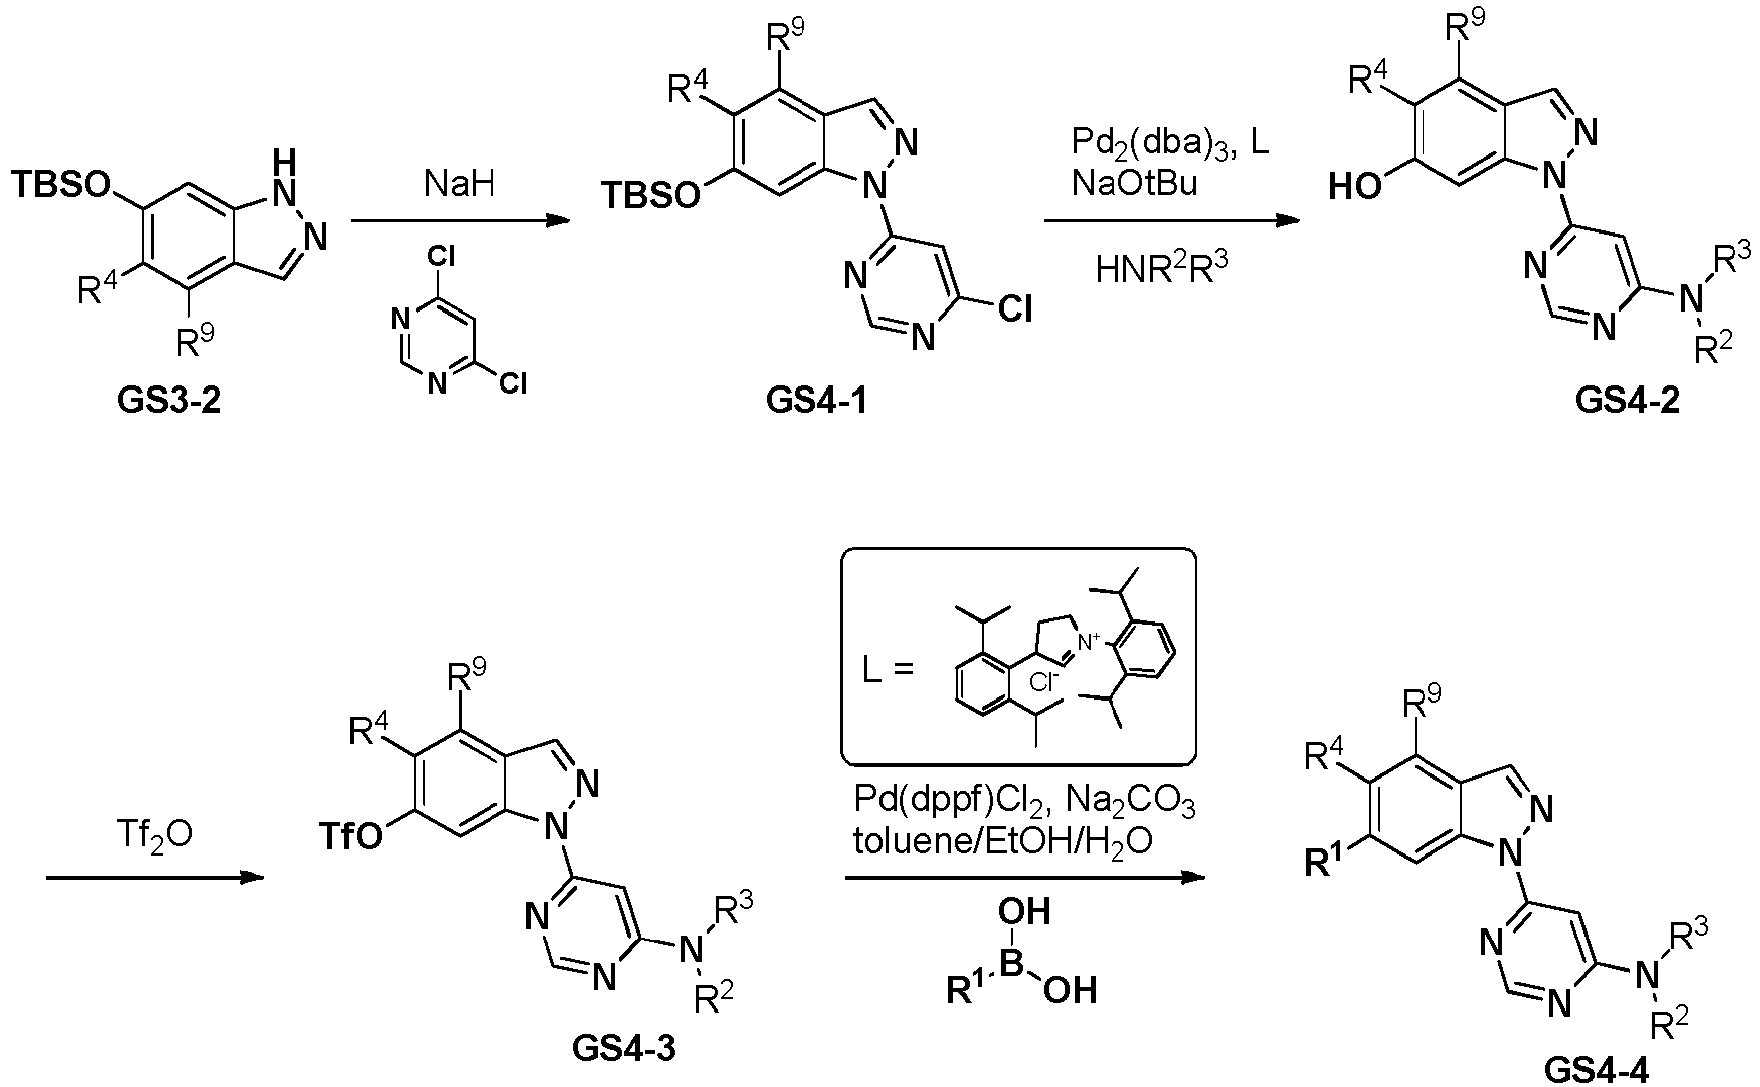 TBSO
H
N
N
R⁴
R⁹
GS3-2
NaH
Cl
N
N
Cl
R⁹
R⁴
N
N
TBSO
N
N
Cl
GS4-1
Pd₂(dba)₃, L
NaOtBu
HNR²R³
R⁹
R⁴
N
N
HO
N
N
N
R³
R²
GS4-2
Tf₂O
R⁹
R⁴
N
N
TfO
N
N
N
R³
R²
GS4-3
L =
N⁺
Cl⁻
Pd(dppf)Cl₂, Na₂CO₃
toluene/EtOH/H₂O
OH
B
R¹
OH
R⁹
R⁴
N
N
R¹
N
N
N
R³
R²
GS4-4